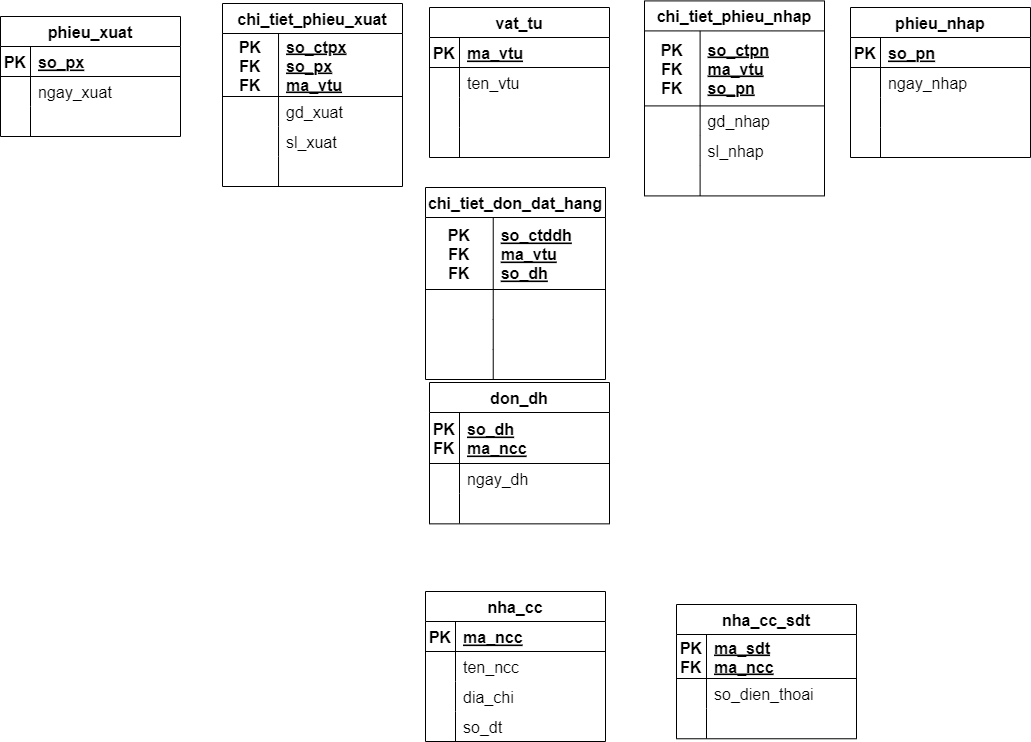 phieu_xuat
PK so_px
ngay_xuat
chi_tiet_phieu_xuat
PK so_ctpx
FK so_px
FK ma_vtu
gd_xuat
sl_xuat
vat_tu
PK ma_vtu
ten_vtu
chi_tiet_phieu_nhap
PK so_ctpn
FK ma_vtu
FK so_pn
gd_nhap
sl_nhap
phieu_nhap
PK so_pn
ngay_nhap
chi_tiet_don_dat_hang
PK so_ctddh
FK ma_vtu
FK so_dh
don_dh
PK so_dh
FK ma_ncc
ngay_dh
nha_cc
PK ma_ncc
ten_ncc
dia_chi
so_dt
nha_cc_sdt
PK ma_sdt
FK ma_ncc
so_dien_thoai